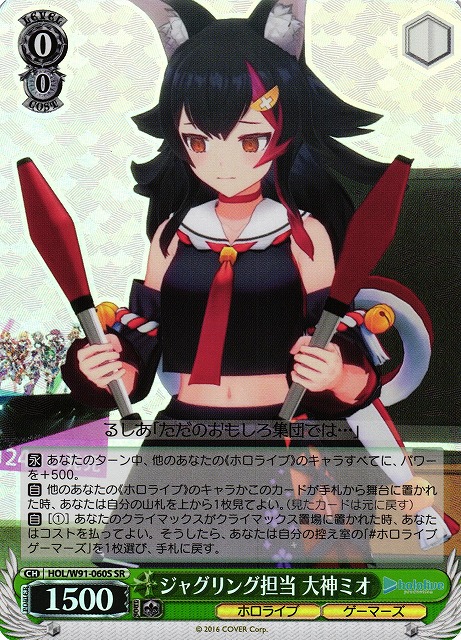 LEVEL
0
0
COST
るしあ「ただのおもしろ集団では…」
永 あなたのターン中、他のあなたの《ホロライブ》のキャラすべてに、パワー
を+500。
自 他のあなたの《ホロライブ》のキャラかこのカードが手札から舞台に置かれ
た時、あなたは自分の山札を上から1枚見てよい。(見たカードは元に戻す)
自 [①] あなたのクライマックスがクライマックス置場に置かれた時、あなた
はコストを払ってよい。そうしたら、あなたは自分の控え室の「#ホロライブ
ゲーマーズ」を1枚選び、手札に戻す。
CH HOL/W91-060S SR
POWER
1500
SOUL
ジャグリング担当 大神ミオ
hololive
production
ホロライブ
ゲーマーズ
© 2016 COVER Corp.